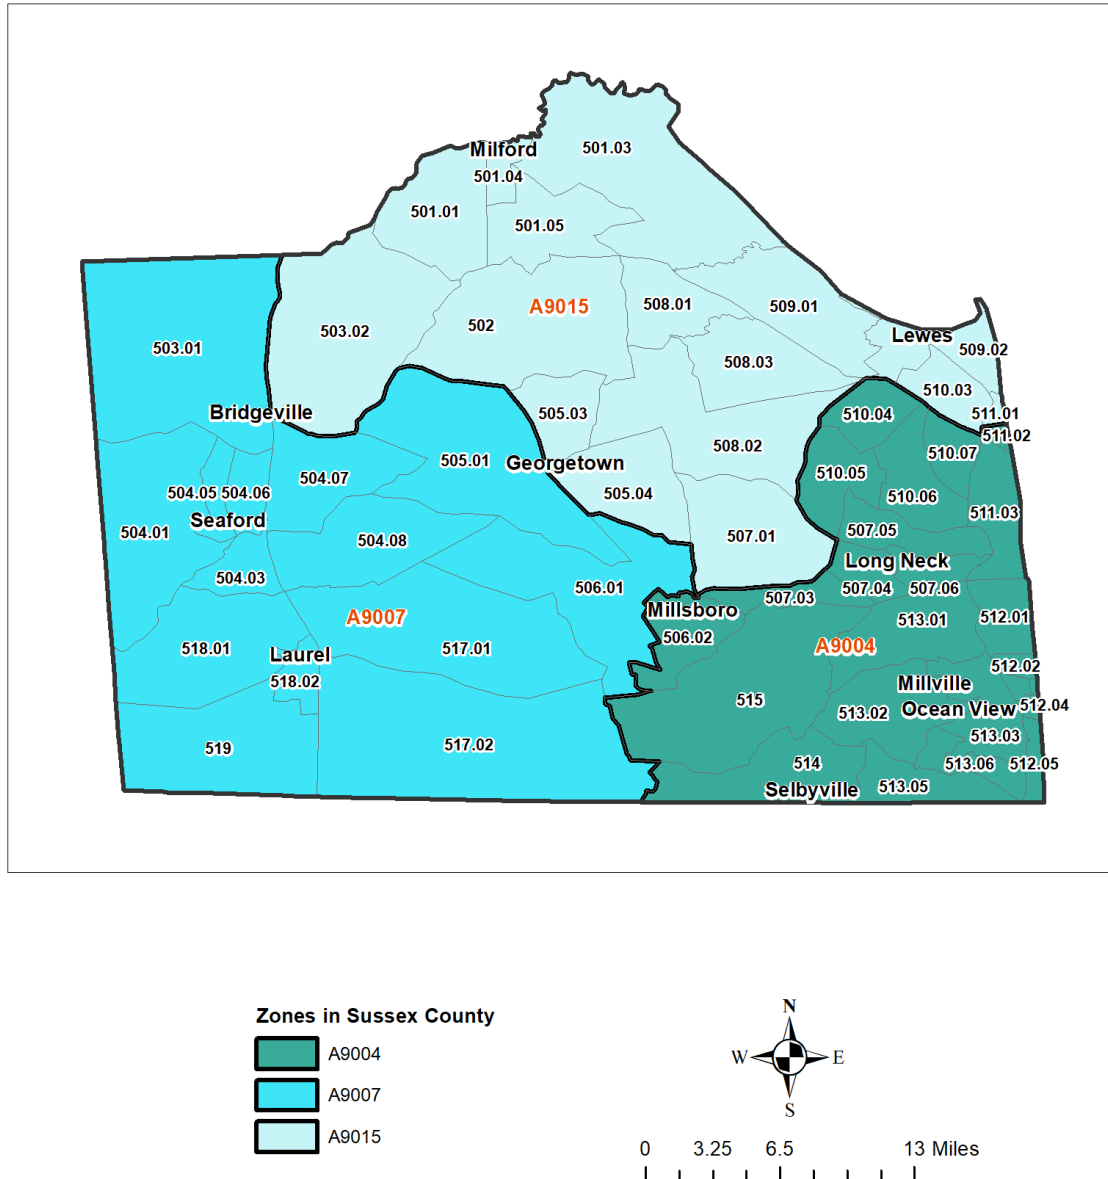 Milford
501.03
501.04
501.01
501.05
A9015
508.01
509.01
502
503.02
Lewes
503.01
509.02
508.03
510.03
Bridgeville
505.03
510.04
511.01
511.02
508.02
510.07
505.01
Georgetown
504.07
510.05
504.05
504.06
505.04
510.06
511.03
Seaford
504.01
507.05
504.08
507.01
Long Neck
504.03
506.01
507.04
507.06
507.03
Millsboro
A9007
513.01
512.01
506.02
A9004
518.01
Laurel
517.01
512.02
518.02
Millville
515
513.02
Ocean View
512.04
513.03
519
517.02
514
513.06
512.05
Selbyville
513.05
Zones in Sussex County
A9004
A9007
A9015
N
W
E
S
0 3.25 6.5 13 Miles